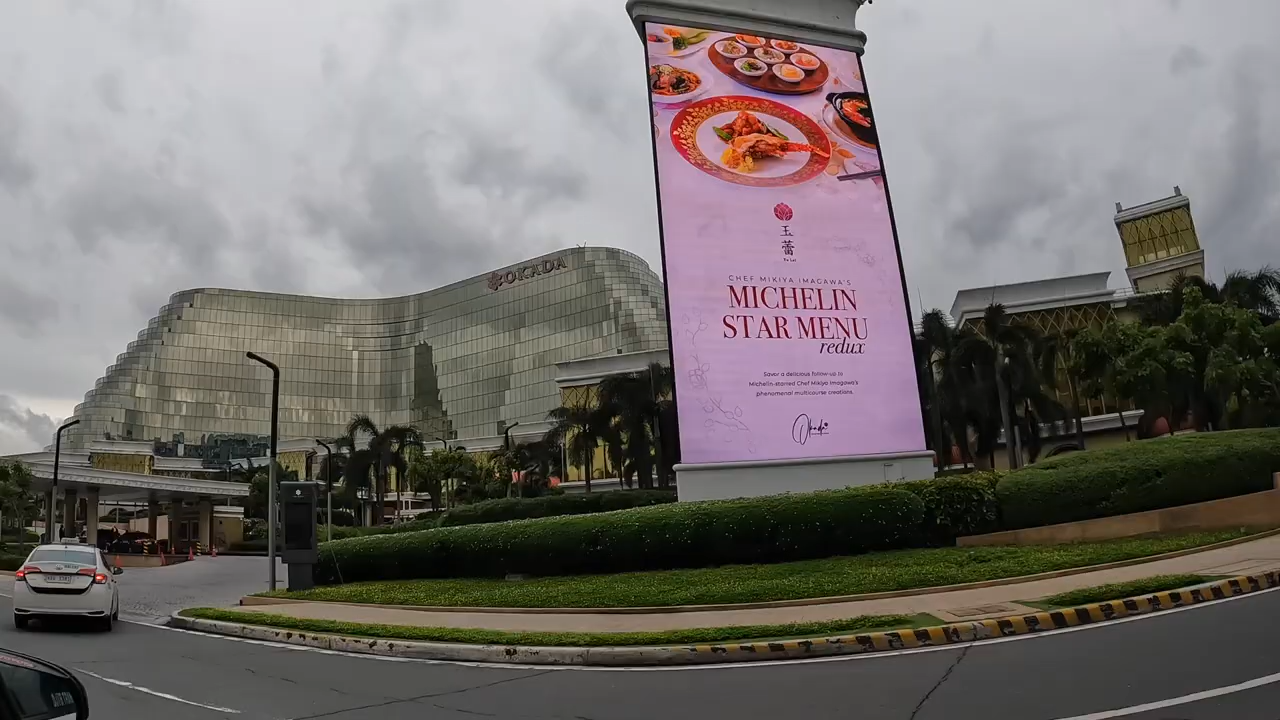 OKADA
玉
蕾
Yu Lei
CHEF MIKIYA IMAGAWA'S
MICHELIN
STAR MENU
redux
Savor a delicious follow-up to
Michelin-starred Chef Mikiya Imagawa's
phenomenal multicourse creations.
Okada